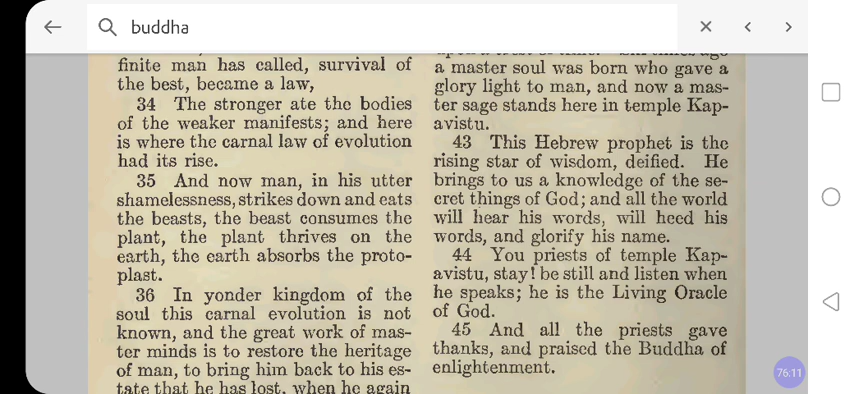 buddha
finite man has called, survival of
the best, became a law,
34 The stronger ate the bodies
of the weaker manifests; and here
is where the carnal law of evolution
had its rise.
35 And now man, in his utter
shamelessness, strikes down and eats
the beasts, the beast consumes the
plant, the plant thrives on the
earth, the earth absorbs the proto-
plast.
36 In yonder kingdom of the
soul this carnal evolution is not
known, and the great work of mas-
ter minds is to restore the heritage
of man, to bring him back to his es-
tate that he has lost, when he again
a master soul was born who gave a
glory light to man, and now a mas-
ter sage stands here in temple Kap-
avistu.
43 This Hebrew prophet is the
rising star of wisdom, deified. He
brings to us a knowledge of the se-
cret things of God; and all the world
will hear his words, will heed his
words, and glorify his name.
44 You priests of temple Kap-
avistu, stay! be still and listen when
he speaks; he is the Living Oracle
of God.
45 And all the priests gave
thanks, and praised the Buddha of
enlightenment.
76:11